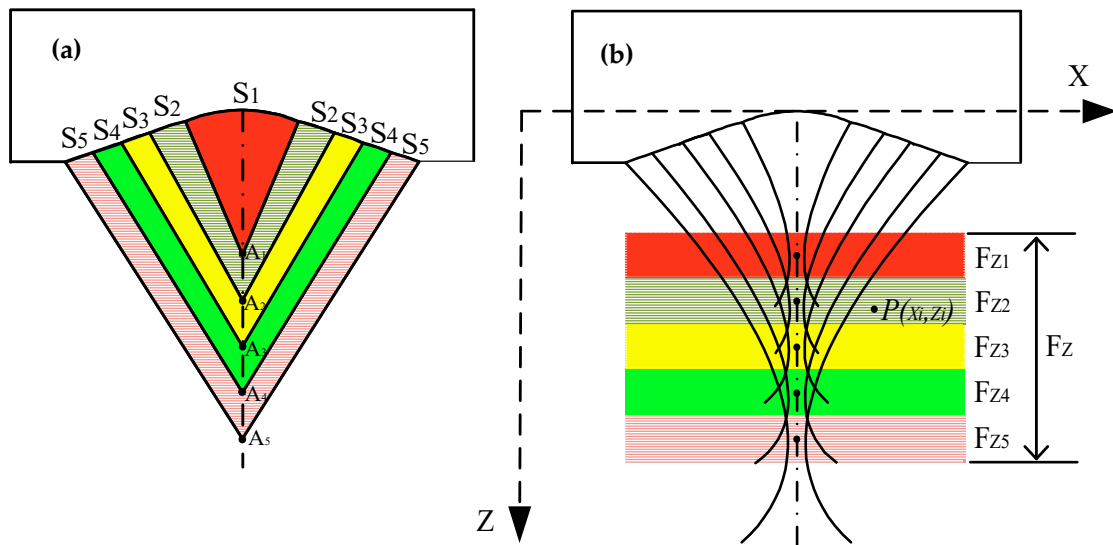 (a)
S1
S2 S2
S3 S3
S4 S4
S5 S5
A1
A2
A3
A4
A5
(b)
X
FZ1
FZ2
P(xi,zi)
FZ3
FZ
FZ4
FZ5
Z